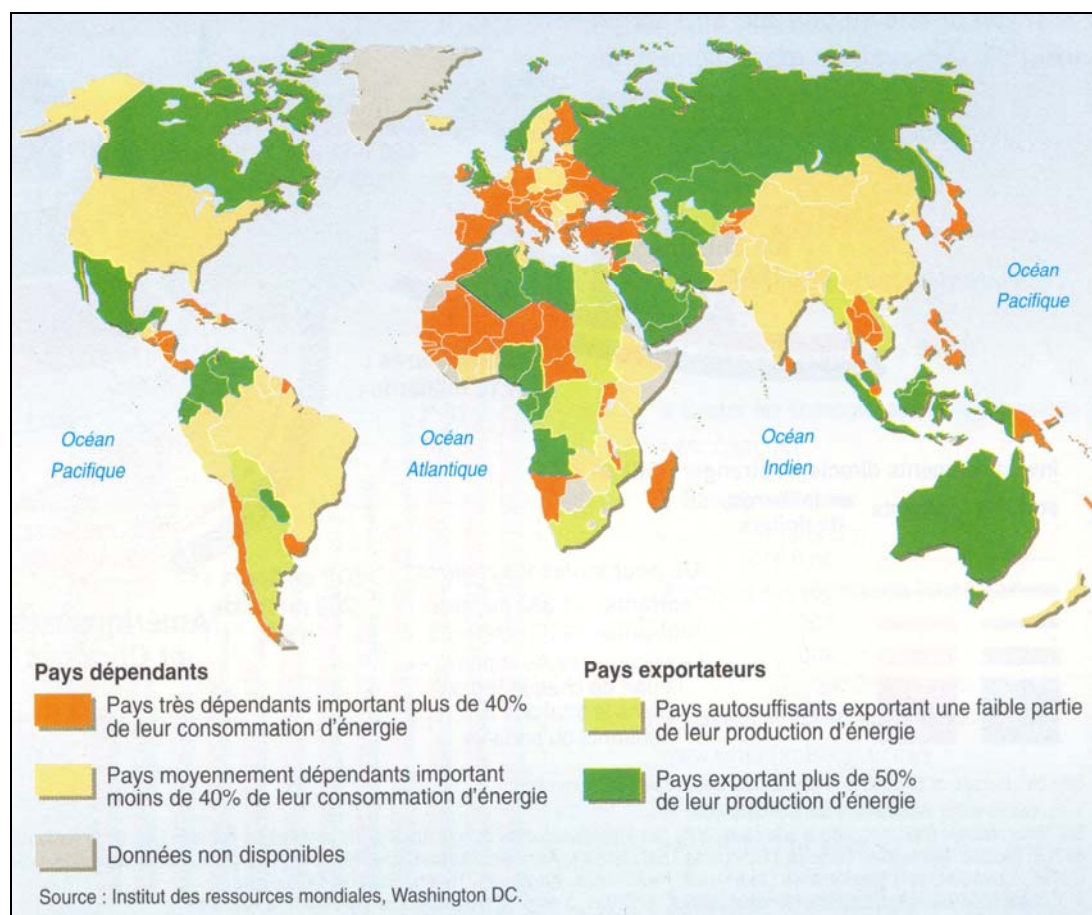 Océan
Pacifique
Océan
Pacifique
Océan
Atlantique
Océan
Indien
Pays dépendants
Pays très dépendants important plus de 40%
de leur consommation d'énergie
Pays moyennement dépendants important
moins de 40% de leur consommation d'énergie
Données non disponibles
Source : Institut des ressources mondiales, Washington DC.
Pays exportateurs
Pays autosuffisants exportant une faible partie
de leur production d'énergie
Pays exportant plus de 50%
de leur production d'énergie